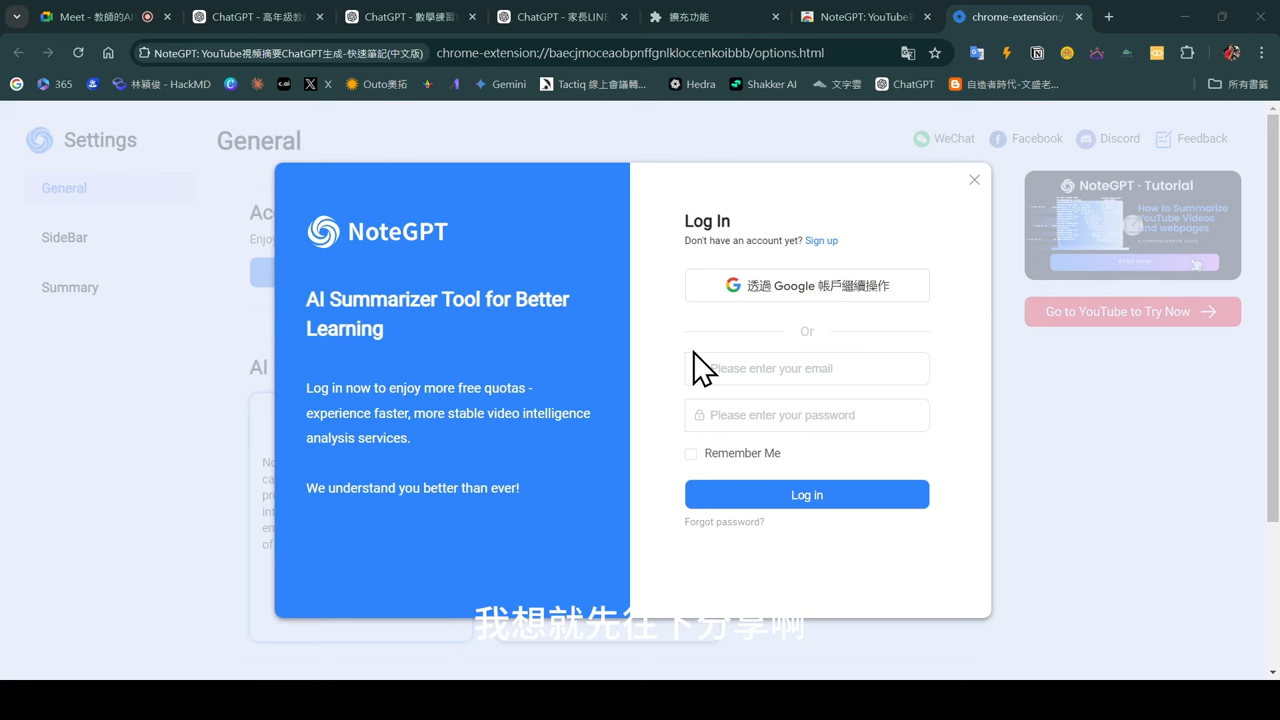 Meet - 教師的AI
ChatGPT - 高年級教
ChatGPT - 數學練習
ChatGPT - 家長LINE
擴充功能
NoteGPT: YouTube
chrome-extension:/
NoteGPT: YouTube視頻摘要ChatGPT生成-快速筆記(中文版)
chrome-extension://baecjmoceaobpnffgnlkloccenkoibbb/options.html
365
林穎俊 - HackMD
X
Outo奧拓
Gemini
Tactiq 線上會議轉...
Hedra
Shakker AI
文字雲
ChatGPT
自造者時代-文盛老...
所有書籤
Settings
General
WeChat
Facebook
Discord
Feedback
General
SideBar
Summary
Enjoy
AI
NoteGPT · Tutorial
How to Summarize
YouTube Videos
and webpages
READ NOW
Go to YouTube to Try Now
NoteGPT
AI Summarizer Tool for Better
Learning
Log in now to enjoy more free quotas -
experience faster, more stable video intelligence
analysis services.
We understand you better than ever!
Log In
Don't have an account yet? Sign up
透過 Google 帳戶繼續操作
Or
Please enter your email
Please enter your password
Remember Me
Log in
Forgot password?
我想就先往下分享啊